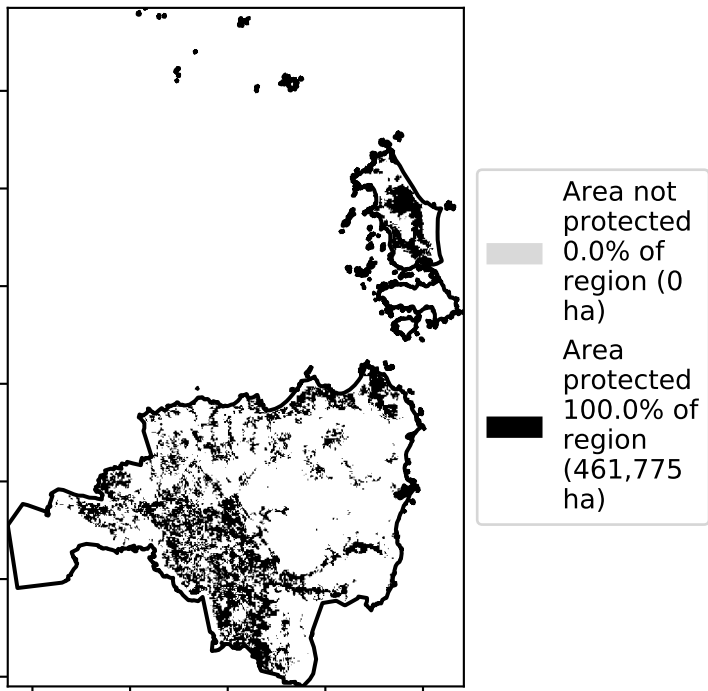 Area not
protected
0.0% of
region (0
ha)
Area
protected
100.0% of
region
(461,775
ha)